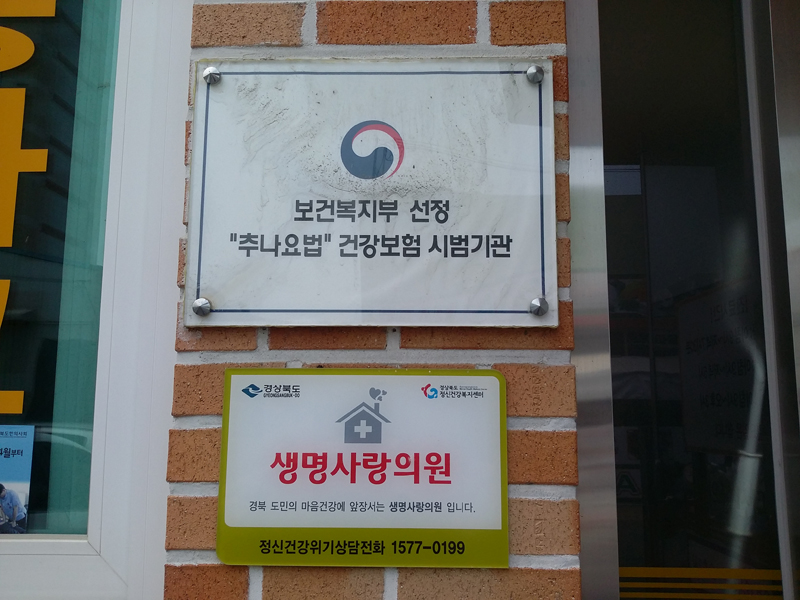 보건복지부 선정
"추나요법" 건강보험 시범기관
경상북도
GYEONGSANGBUK-DO
경상북도
정신건강복지센터
생명사랑의원
경북 도민의 마음건강에 앞장서는 생명사랑의원 입니다.
정신건강위기상담전화 1577-0199
4월부터